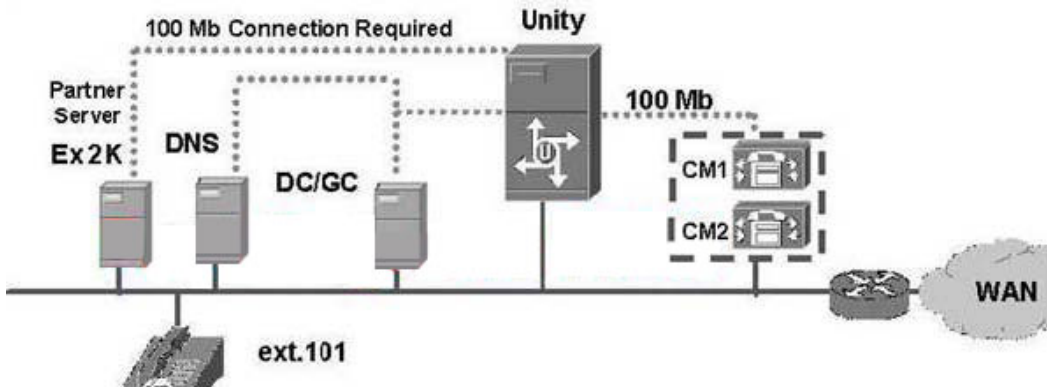 100 Mb Connection Required
Unity
Partner
Server
Ex2K
DNS
DC/GC
100 Mb
CM1
CM2
U
WAN
ext.101